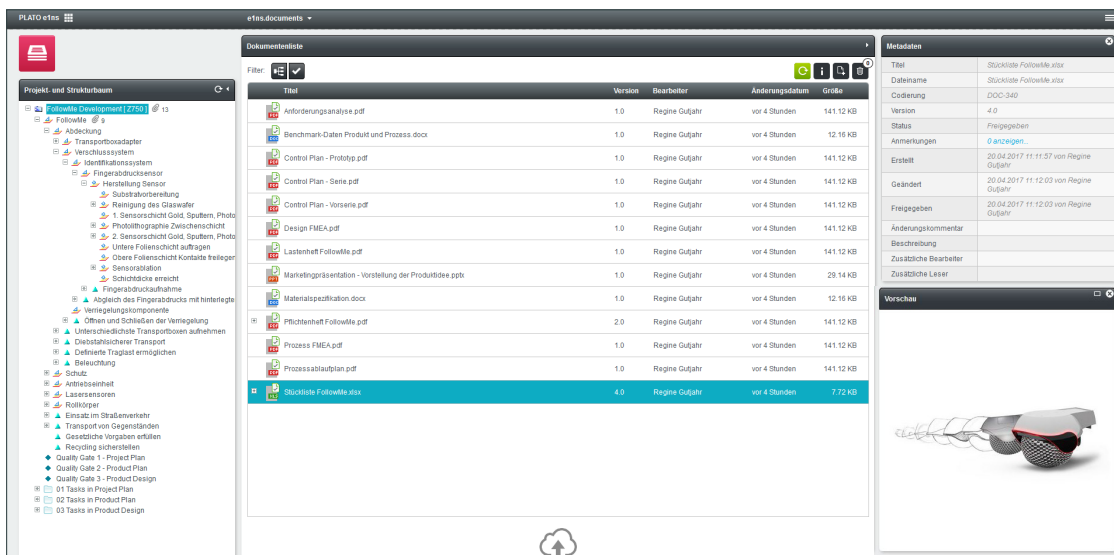 PLATO e1ns
e1ns.documents
Projekt- und Strukturbaum
FollowMe Development [ Z750 ] 13
FollowMe 9
Abdeckung
Transportboxadapter
Verschlusssystem
Identifikationssystem
Fingerabdrucksensor
Herstellung Sensor
Substratvorbereitung
Reinigung des Glaswafer
1. Sensorschicht Gold, Sputtern, Photo
Photolithographie Zwischenschicht
2. Sensorschicht Gold, Sputtern, Photo
Untere Folienschicht auftragen
Obere Folienschicht Kontakte freilegen
Sensorablation
Schichtdicke erreicht
Fingerabdruckaufnahme
Abgleich des Fingerabdrucks mit hinterlegte
Verriegelungskomponente
Öffnen und Schließen der Verriegelung
Unterschiedlichste Transportboxen aufnehmen
Diebstahlsicherer Transport
Definierte Traglast ermöglichen
Beleuchtung
Schutz
Antriebseinheit
Lasersensoren
Rollkörper
Einsatz im Straßenverkehr
Transport von Gegenständen
Gesetzliche Vorgaben erfüllen
Recycling sicherstellen
Quality Gate 1 - Project Plan
Quality Gate 2 - Product Plan
Quality Gate 3 - Product Design
01 Tasks in Project Plan
02 Tasks in Product Plan
03 Tasks in Product Design
Dokumentenliste
Filter: 0
Titel Version Bearbeiter Änderungsdatum Größe
PDF Anforderungsanalyse.pdf 1.0 Regine Gutjahr vor 4 Stunden 141.12 KB
DOC Benchmark-Daten Produkt und Prozess.docx 1.0 Regine Gutjahr vor 4 Stunden 12.16 KB
PDF Control Plan - Prototyp.pdf 1.0 Regine Gutjahr vor 4 Stunden 141.12 KB
PDF Control Plan - Serie.pdf 1.0 Regine Gutjahr vor 4 Stunden 141.12 KB
PDF Control Plan - Vorserie.pdf 1.0 Regine Gutjahr vor 4 Stunden 141.12 KB
PDF Design FMEA.pdf 1.0 Regine Gutjahr vor 4 Stunden 141.12 KB
PDF Lastenheft FollowMe.pdf 1.0 Regine Gutjahr vor 4 Stunden 141.12 KB
PPT Marketingpräsentation - Vorstellung der Produktidee.pptx 1.0 Regine Gutjahr vor 4 Stunden 29.14 KB
DOC Materialspezifikation.docx 1.0 Regine Gutjahr vor 4 Stunden 12.16 KB
PDF Pflichtenheft FollowMe.pdf 2.0 Regine Gutjahr vor 4 Stunden 141.12 KB
PDF Prozess FMEA.pdf 1.0 Regine Gutjahr vor 4 Stunden 141.12 KB
PDF Prozessablaufplan.pdf 1.0 Regine Gutjahr vor 4 Stunden 141.12 KB
XLS Stückliste FollowMe.xlsx 4.0 Regine Gutjahr vor 4 Stunden 7.72 KB
Metadaten
Titel Stückliste FollowMe.xlsx
Dateiname Stückliste FollowMe.xlsx
Codierung DOC-340
Version 4.0
Status Freigegeben
Anmerkungen 0 anzeigen...
Erstellt 20.04.2017 11:11:57 von Regine
Gutjahr
Geändert 20.04.2017 11:12:03 von Regine
Gutjahr
Freigegeben 20.04.2017 11:12:03 von Regine
Gutjahr
Änderungskommentar
Beschreibung
Zusätzliche Bearbeiter
Zusätzliche Leser
Vorschau